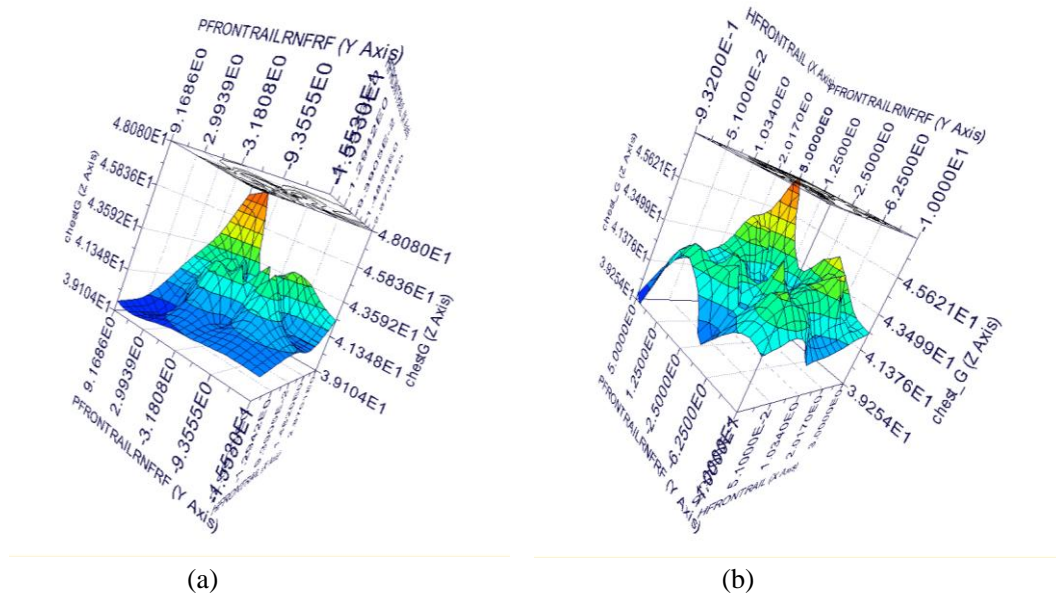 PFRONTRAILRNFRF (Y Axis)
9.1686E0
2.9939E0
-3.1808E0
-9.3555E0
-1.5530E1
4.8080E1
4.5836E1
4.3592E1
4.1348E1
3.9104E1
chestG (Z Axis)
4.8080E1
4.5836E1
4.3592E1
4.1348E1
3.9104E1
chestG (Z Axis)
9.1686E0
2.9939E0
-3.1808E0
-9.3555E0
-1.5530E1
PFRONTRAILRNFRF (Y Axis)
(a)
HFRONTRAIL (X Axis)
PFRONTRAILRNFRF (Y Axis)
-9.3200E-1
5.1000E-2
1.0340E0
2.0170E0
5.0000E0
1.2500E0
-2.5000E0
-6.2500E0
-1.0000E1
4.5621E1
4.3499E1
4.1376E1
3.9254E1
chest_G (Z Axis)
4.5621E1
4.3499E1
4.1376E1
3.9254E1
chest_G (Z Axis)
5.0000E0
1.2500E0
-2.5000E0
-6.2500E0
PFRONTRAILRNFRF (Y Axis)
5.1000E-2
1.0340E0
2.0170E0
3.0000E0
HFRONTRAIL (X Axis)
(b)